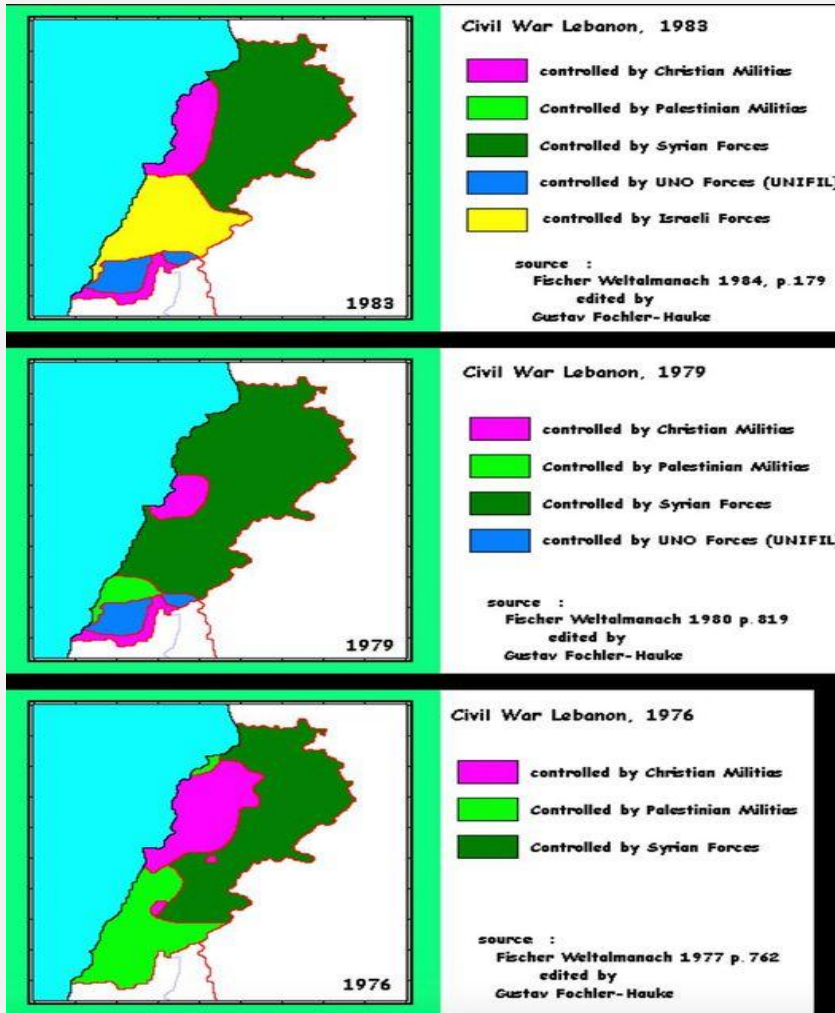 Civil War Lebanon, 1983
controlled by Christian Militias
Controlled by Palestinian Militias
Controlled by Syrian Forces
controlled by UNO Forces (UNIFIL)
controlled by Israeli Forces
source :
Fischer Weltalmanach 1984, p.179
edited by
Gustav Fochler-Hauke
1983
Civil War Lebanon, 1979
controlled by Christian Militias
Controlled by Palestinian Militias
Controlled by Syrian Forces
controlled by UNO Forces (UNIFIL
source :
Fischer Weltalmanach 1980 p.819
edited by
Gustav Fochler-Hauke
1979
Civil War Lebanon, 1976
controlled by Christian Militias
Controlled by Palestinian Militias
Controlled by Syrian Forces
source :
Fischer Weltalmanach 1977 p.762
edited by
Gustav Fochler-Hauke
1976